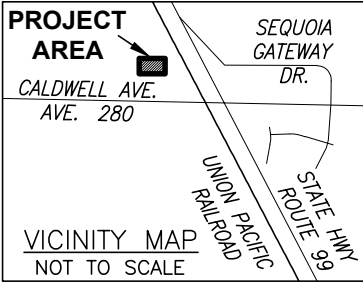 PROJECT
AREA
SEQUOIA
GATEWAY
DR.
CALDWELL AVE.
AVE. 280
UNION PACIFIC
RAILROAD
STATE HWY
ROUTE 99
VICINITY MAP
NOT TO SCALE